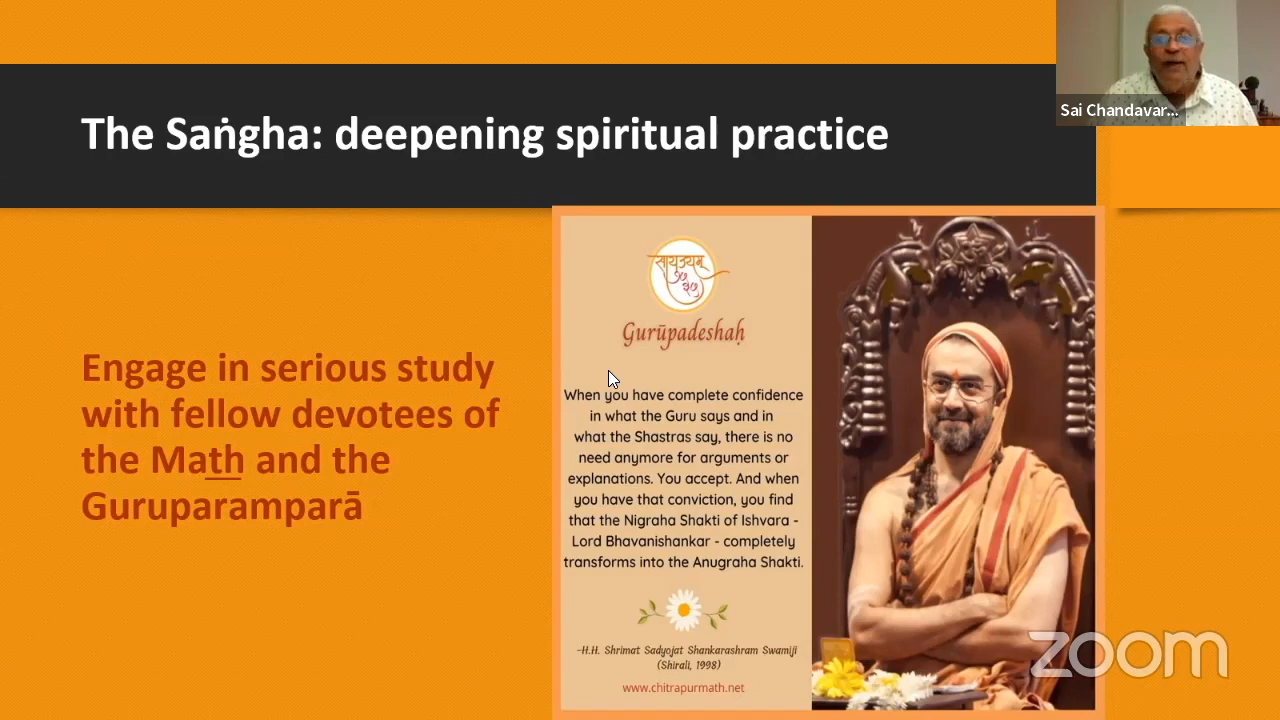 The Saṅgha: deepening spiritual practice
Sai Chandavar...
Engage in serious study
with fellow devotees of
the Maṯẖ and the
Guruparamparā
सायुज्यम्
५७
३७
Gurūpadeshaḥ
When you have complete confidence
in what the Guru says and in
what the Shastras say, there is no
need anymore for arguments or
explanations. You accept. And when
you have that conviction, you find
that the Nigraha Shakti of Ishvara -
Lord Bhavanishankar - completely
transforms into the Anugraha Shakti.
-H.H. Shrimat Sadyojat Shankarashram Swamiji
(Shirali, 1998)
www.chitrapurmath.net
zoom